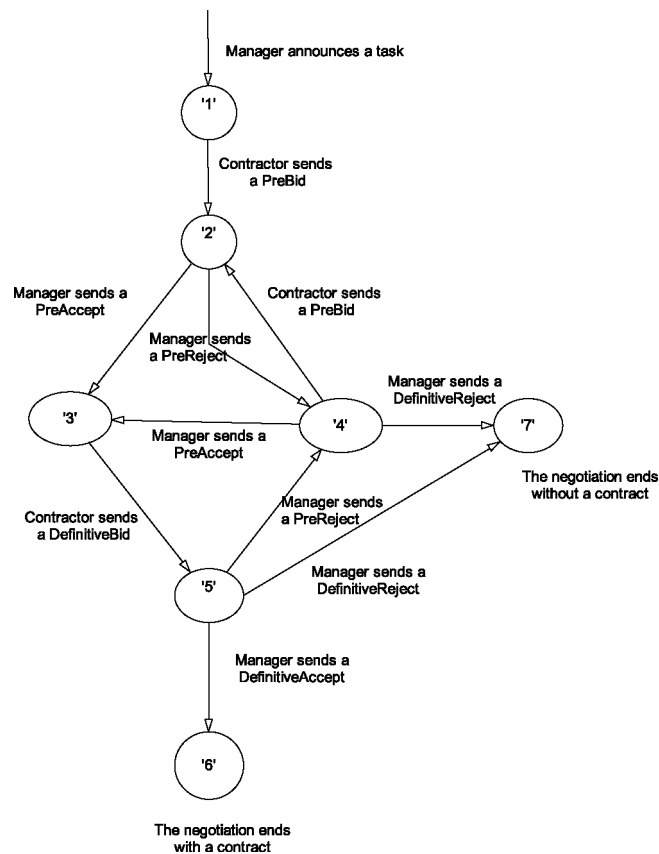 Manager announces a task
'1'
Contractor sends
a PreBid
'2'
Manager sends a
PreAccept
Contractor sends
a PreBid
Manager sends
a PreReject
Manager sends a
DefinitiveReject
'3'
'4'
'7'
Manager sends a
PreAccept
The negotiation ends
without a contract
Contractor sends
a DefinitiveBid
Manager sends
a PreReject
Manager sends a
DefinitiveReject
'5'
Manager sends a
DefinitiveAccept
'6'
The negotiation ends
with a contract